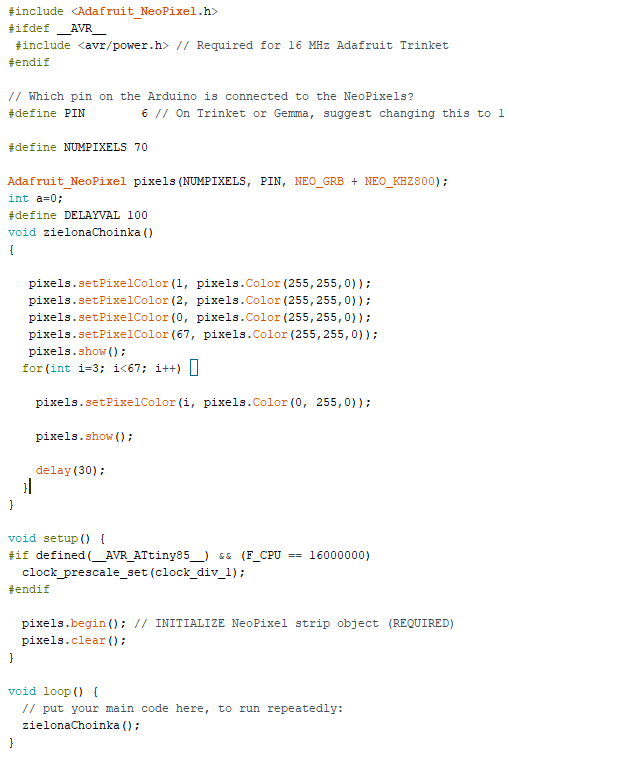 #include <Adafruit_NeoPixel.h>
#ifdef __AVR__
 #include <avr/power.h> // Required for 16 MHz Adafruit Trinket
#endif

// Which pin on the Arduino is connected to the NeoPixels?
#define PIN        6 // On Trinket or Gemma, suggest changing this to 1

#define NUMPIXELS 70

Adafruit_NeoPixel pixels(NUMPIXELS, PIN, NEO_GRB + NEO_KHZ800);
int a=0;
#define DELAYVAL 100
void zielonaChoinka()
{

   pixels.setPixelColor(1, pixels.Color(255,255,0));
   pixels.setPixelColor(2, pixels.Color(255,255,0));
   pixels.setPixelColor(0, pixels.Color(255,255,0));
   pixels.setPixelColor(67, pixels.Color(255,255,0));
   pixels.show();
  for(int i=3; i<67; i++) {

    pixels.setPixelColor(i, pixels.Color(0, 255,0));

    pixels.show();

    delay(30);
  }
}

void setup() {
#if defined(__AVR_ATtiny85__) && (F_CPU == 16000000)
  clock_prescale_set(clock_div_1);
#endif

  pixels.begin(); // INITIALIZE NeoPixel strip object (REQUIRED)
  pixels.clear();
}

void loop() {
  // put your main code here, to run repeatedly:
  zielonaChoinka();
}